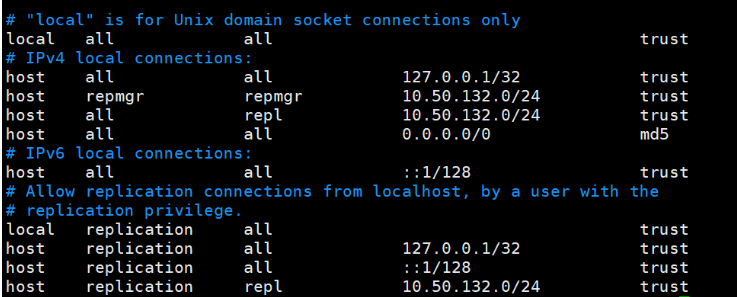 # "local" is for Unix domain socket connections only
local   all             all                                     trust
# IPv4 local connections:
host    all             all             127.0.0.1/32            trust
host    repmgr          repmgr          10.50.132.0/24          trust
host    all             repl            10.50.132.0/24          trust
host    all             all             0.0.0.0/0               md5
# IPv6 local connections:
host    all             all             ::1/128                 trust
# Allow replication connections from localhost, by a user with the
# replication privilege.
local   replication     all                                     trust
host    replication     all             127.0.0.1/32            trust
host    replication     all             ::1/128                 trust
host    replication     repl            10.50.132.0/24          trust